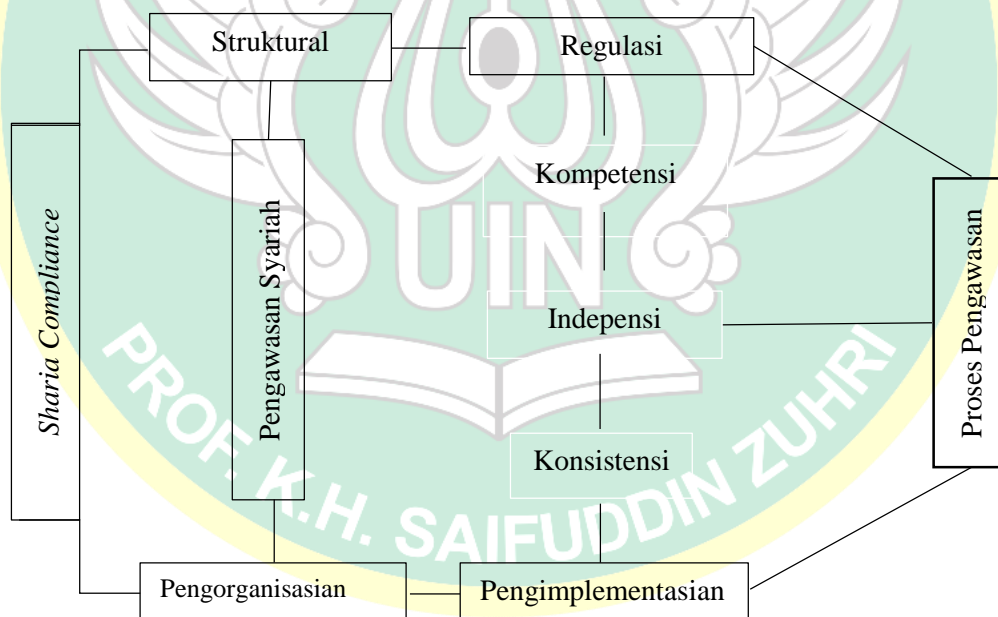 Struktural
Regulasi
Kompetensi
Sharia Compliance
Pengawasan Syariah
UIN
Indepensi
Proses Pengawasan
Konsistensi
PROF. K.H. SAIFUDDIN ZUHRI
Pengorganisasian
Pengimplementasian